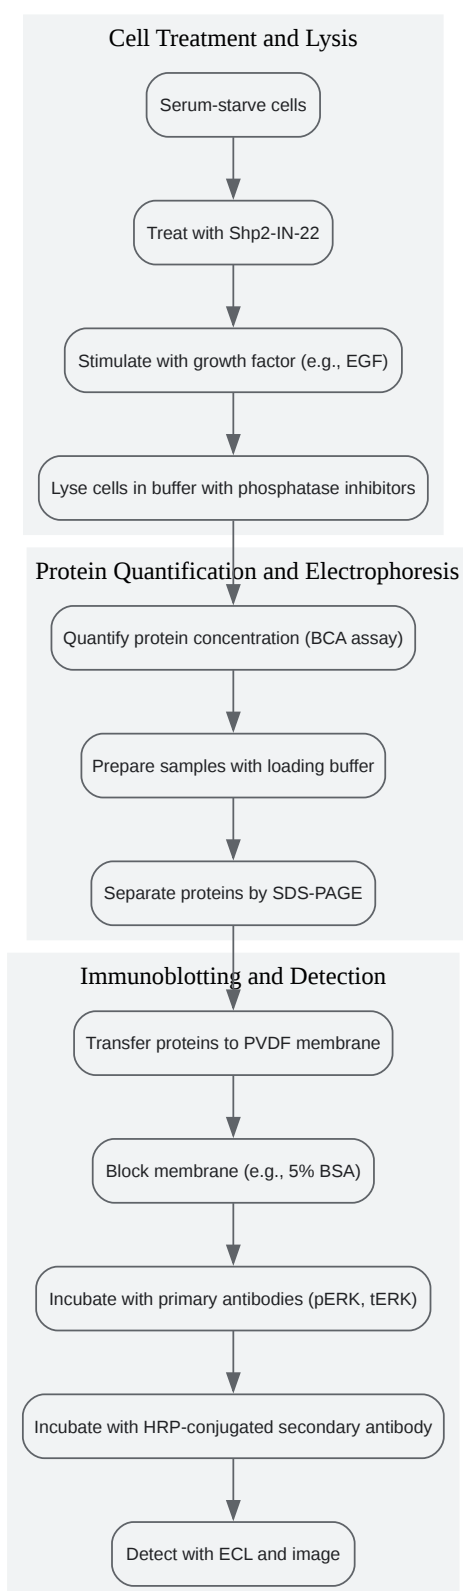 Cell Treatment and Lysis
Serum-starve cells
Treat with Shp2-IN-22
Stimulate with growth factor (e.g., EGF)
Lyse cells in buffer with phosphatase inhibitors
Protein Quantification and Electrophoresis
Quantify protein concentration (BCA assay)
Prepare samples with loading buffer
Separate proteins by SDS-PAGE
Immunoblotting and Detection
Transfer proteins to PVDF membrane
Block membrane (e.g., 5% BSA)
Incubate with primary antibodies (pERK, tERK)
Incubate with HRP-conjugated secondary antibody
Detect with ECL and image